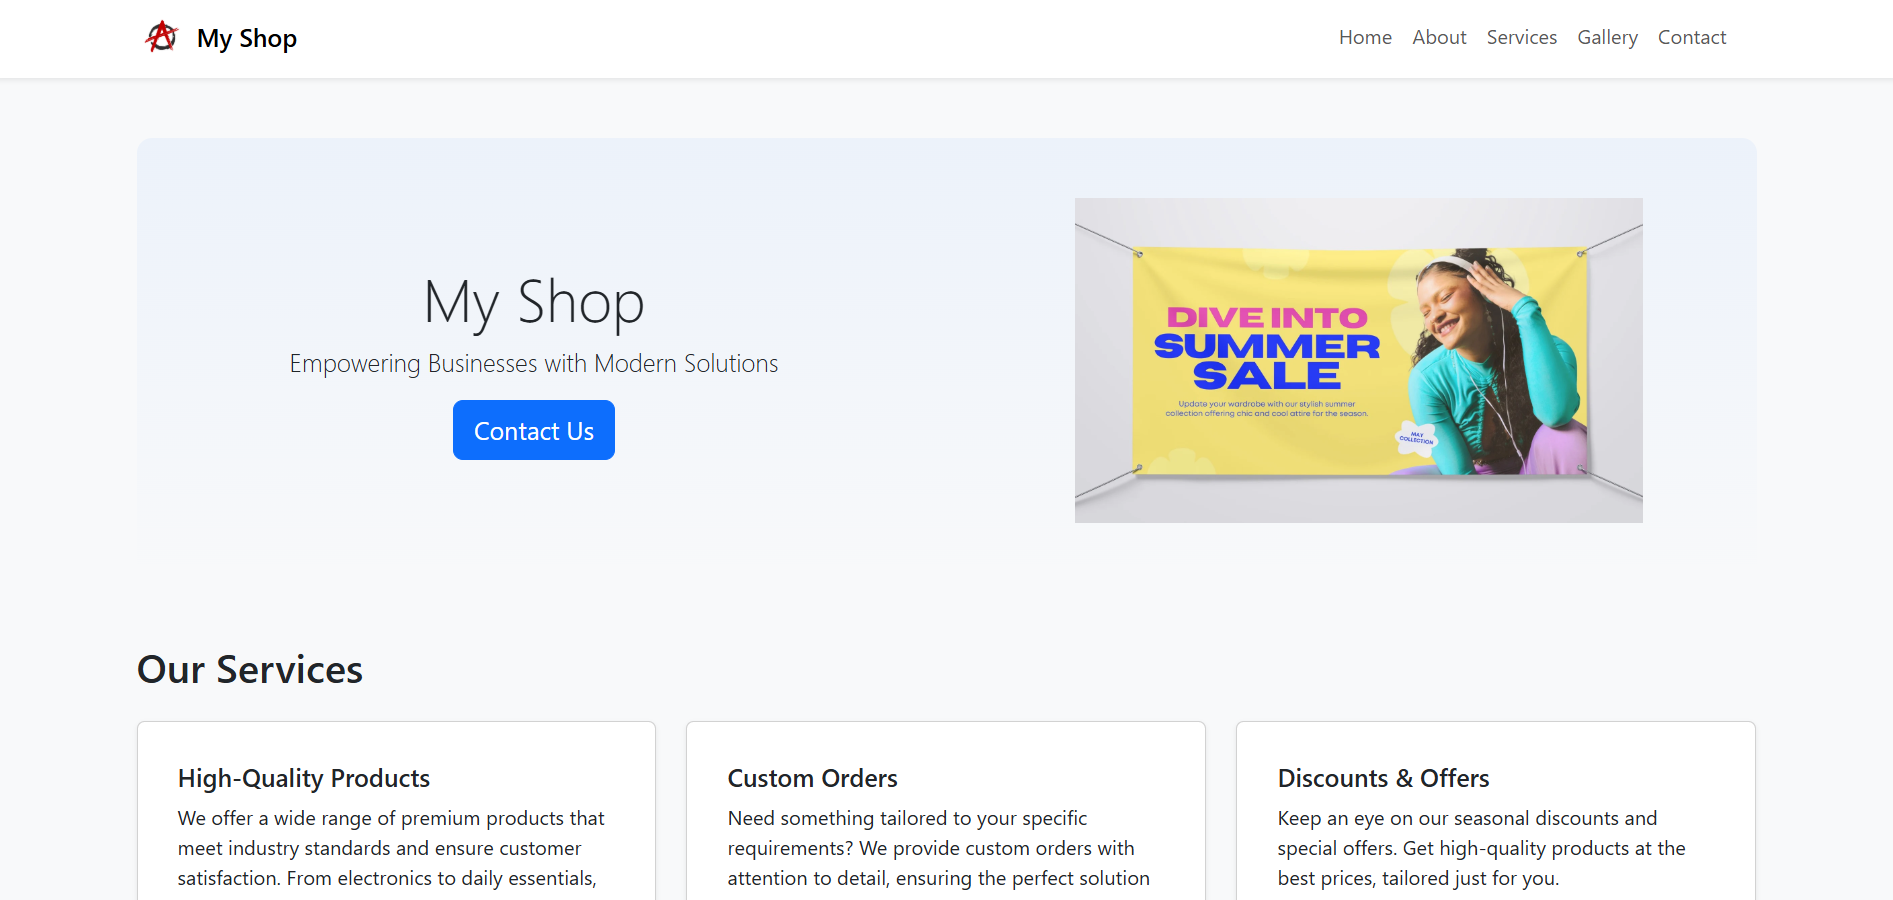 My Shop
Home About Services Gallery Contact
My Shop
Empowering Businesses with Modern Solutions
Contact Us
DIVE INTO
SUMMER
SALE
Update your wardrobe with our stylish summer
collection offering chic and cool attire for the season.
MAY
COLLECTION
Our Services
High-Quality Products
We offer a wide range of premium products that
meet industry standards and ensure customer
satisfaction. From electronics to daily essentials,
Custom Orders
Need something tailored to your specific
requirements? We provide custom orders with
attention to detail, ensuring the perfect solution
Discounts & Offers
Keep an eye on our seasonal discounts and
special offers. Get high-quality products at the
best prices, tailored just for you.